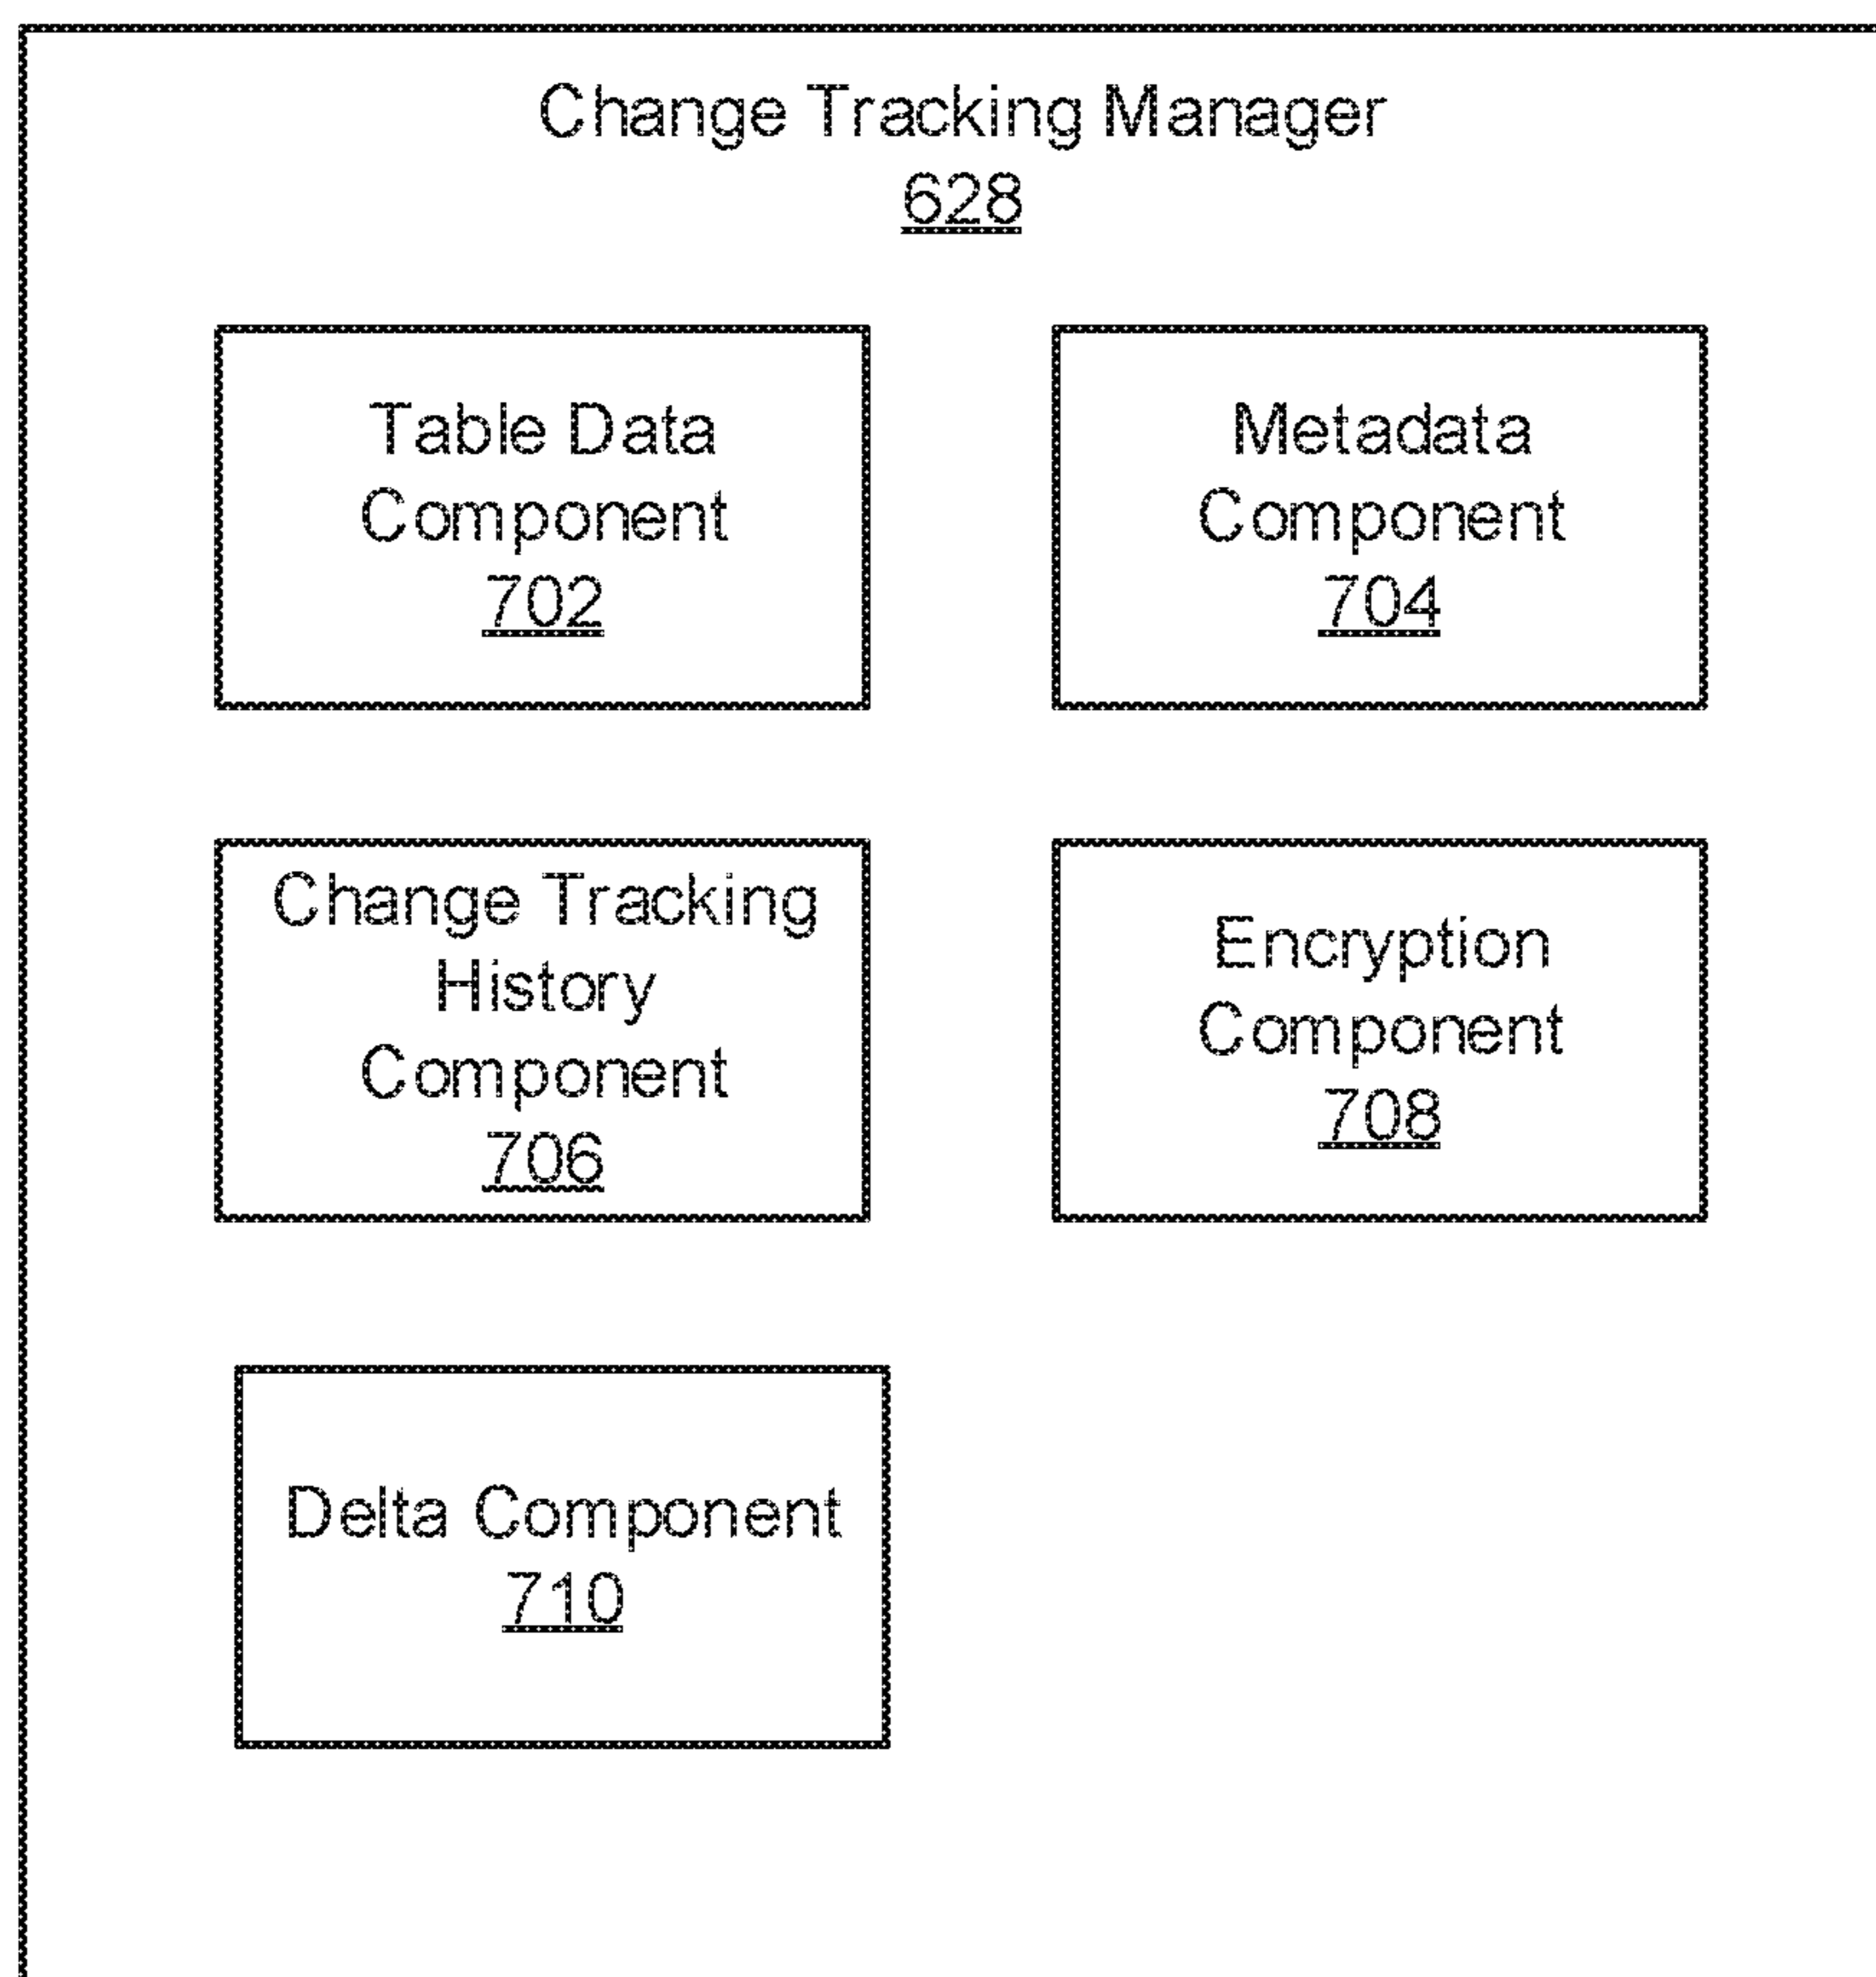 Change Tracking Manager
628
Table Data
Component
702
Metadata
Component
704
Change Tracking
History
Component
706
Encryption
Component
708
Delta Component
710